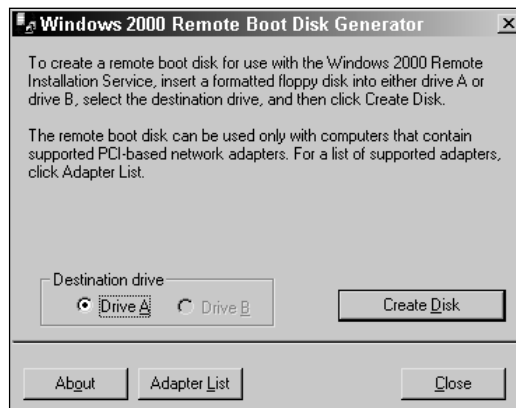 Windows 2000 Remote Boot Disk Generator
To create a remote boot disk for use with the Windows 2000 Remote
Installation Service, insert a formatted floppy disk into either drive A or
drive B, select the destination drive, and then click Create Disk.
The remote boot disk can be used only with computers that contain
supported PCI-based network adapters. For a list of supported adapters,
click Adapter List.
Destination drive
Drive A
Drive B
Create Disk
About
Adapter List
Close